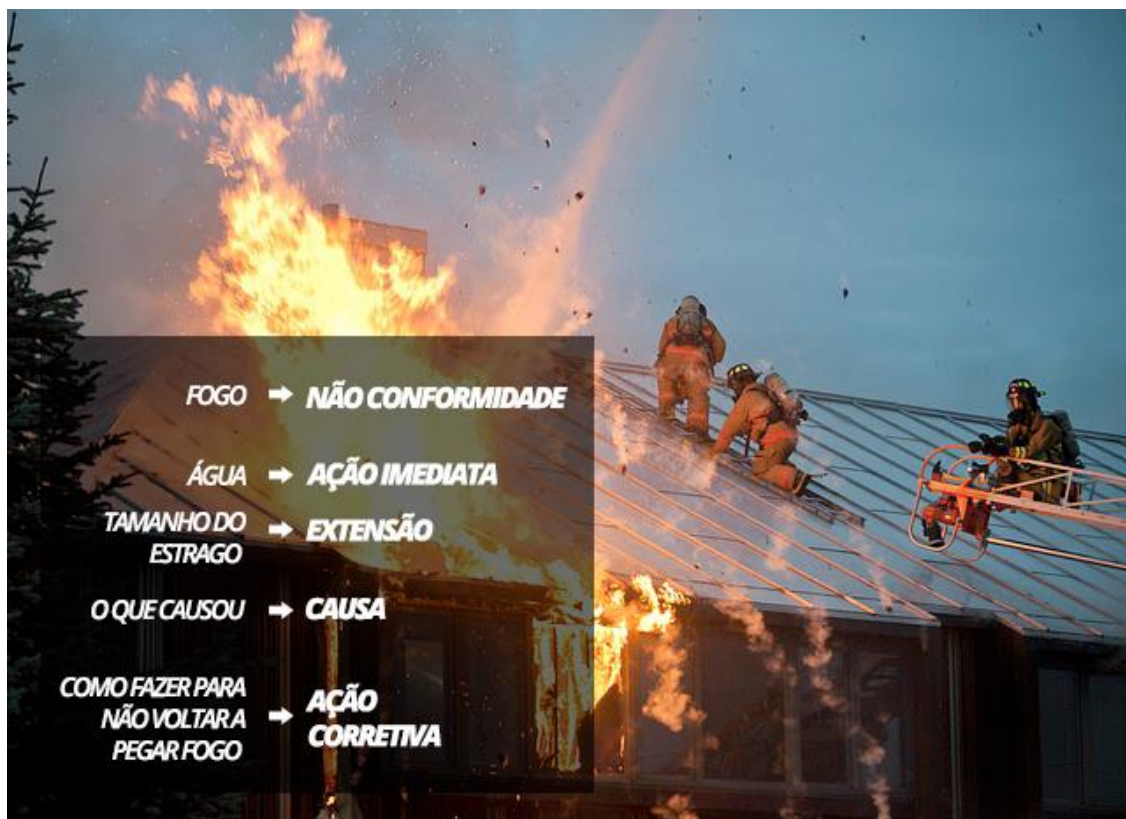 FOGO ➡ NÃO CONFORMIDADE
ÁGUA ➡ AÇÃO IMEDIATA
TAMANHO DO
ESTRAGO ➡ EXTENSÃO
O QUE CAUSOU ➡ CAUSA
COMO FAZER PARA
NÃO VOLTAR A
PEGAR FOGO ➡ AÇÃO
CORRETIVA